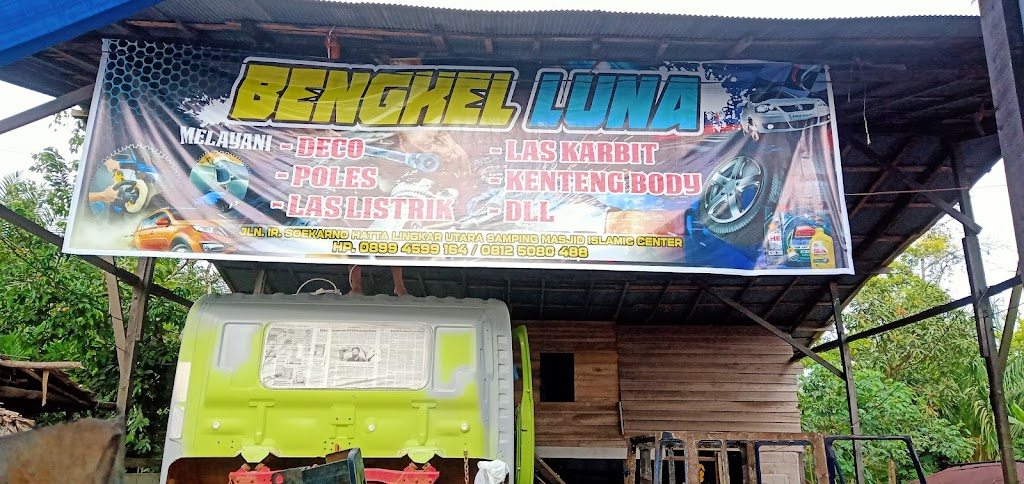 BENGKEL LUNA
MELAYANI
- DECO
- POLES
- LAS LISTRIK
- LAS KARBIT
- KENTENG BODY
- DLL
JLN. IR. SOEKARNO HATTA LINGKAR UTARA SAMPING MASJID ISLAMIC CENTER
HP. 0899 4599 164 / 0812 5080 488